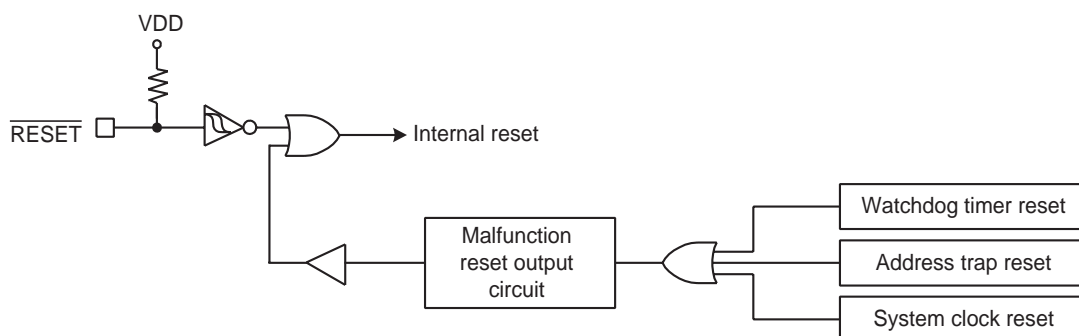 VDD
RESET
Internal reset
Watchdog timer reset
Malfunction
reset output
circuit
Address trap reset
System clock reset